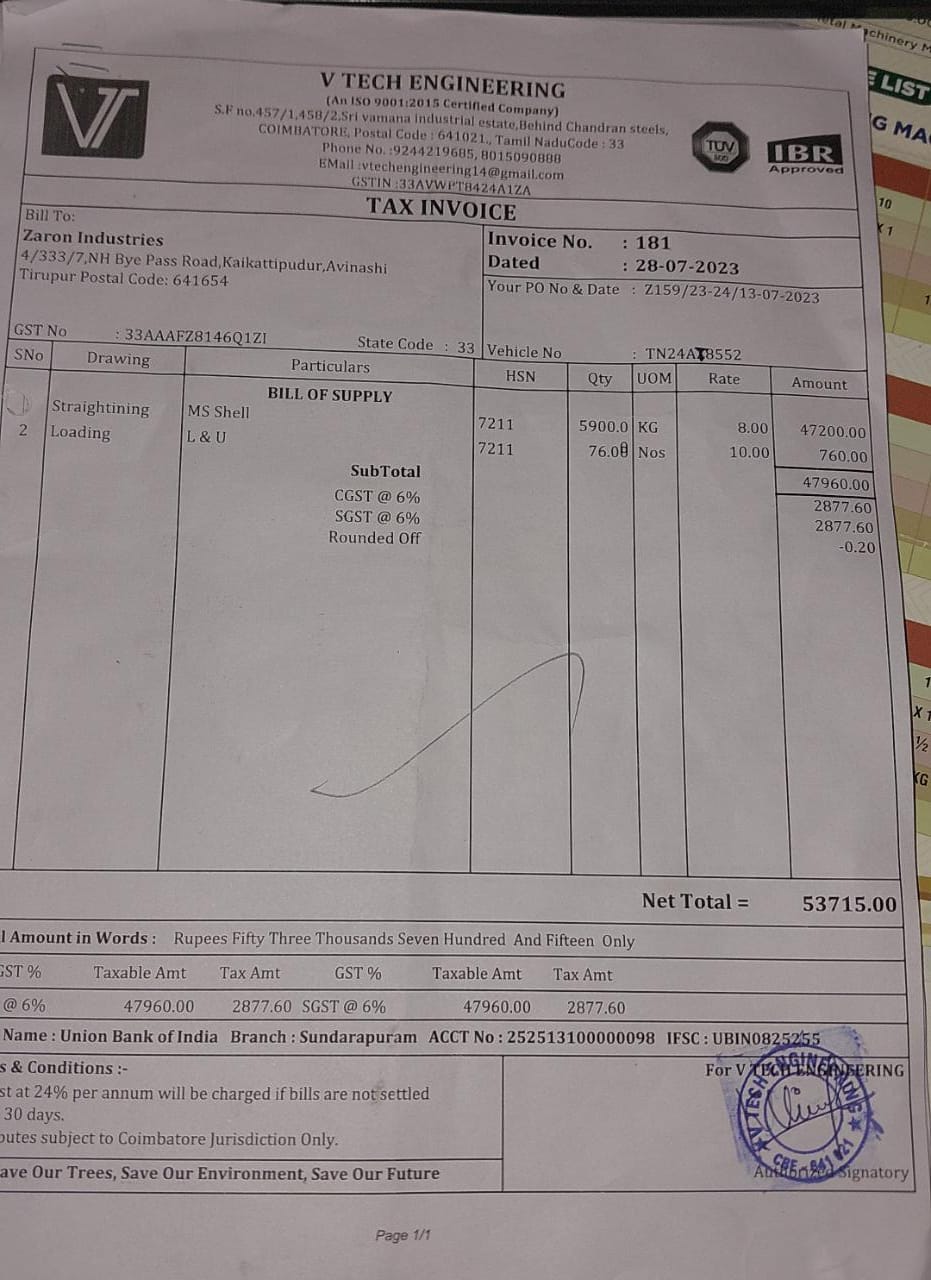 V TECH ENGINEERING
(An ISO 9001:2015 Certified Company)
S.F no.457/1,458/2,Sri vamana industrial estate,Behind Chandran steels,
COIMBATORE, Postal Code : 641021., Tamil NaduCode : 33
Phone No. :9244219685, 8015090888
EMail :vtechengineering14@gmail.com
GSTIN :33AVWPT8424A1ZA
VT
TUV
SUD
IBR
Approved
TAX INVOICE
Bill To:
Zaron Industries
4/333/7,NH Bye Pass Road,Kaikattipudur,Avinashi
Tirupur Postal Code: 641654
GST No : 33AAAFZ8146Q1ZI State Code : 33
Invoice No. : 181
Dated : 28-07-2023
Your PO No & Date : Z159/23-24/13-07-2023
Vehicle No : TN24AT8552
SNo Drawing Particulars HSN Qty UOM Rate Amount
BILL OF SUPPLY
Straightining MS Shell 7211 5900.0 KG 8.00 47200.00
2 Loading L & U 7211 76.00 Nos 10.00 760.00
SubTotal 47960.00
CGST @ 6% 2877.60
SGST @ 6% 2877.60
Rounded Off -0.20
Net Total = 53715.00
l Amount in Words : Rupees Fifty Three Thousands Seven Hundred And Fifteen Only
GST % Taxable Amt Tax Amt GST % Taxable Amt Tax Amt
@ 6% 47960.00 2877.60 SGST @ 6% 47960.00 2877.60
Name : Union Bank of India Branch : Sundarapuram ACCT No : 252513100000098 IFSC : UBIN0825255
s & Conditions :-
st at 24% per annum will be charged if bills are not settled
30 days.
putes subject to Coimbatore Jurisdiction Only.
ave Our Trees, Save Our Environment, Save Our Future
For V TECH ENGINEERING
V TECH ENGINEERING
CBE - 641 021
Authorized Signatory
Page 1/1
chinery M
E LIST
G MA
10
X 1
1
1
X 1
½
KG